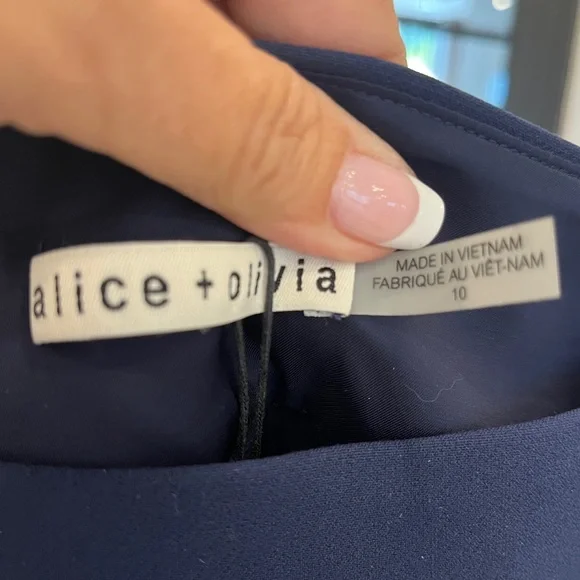 alice + olivia
MADE IN VIETNAM
FABRIQUÉ AU VIÊT-NAM
10